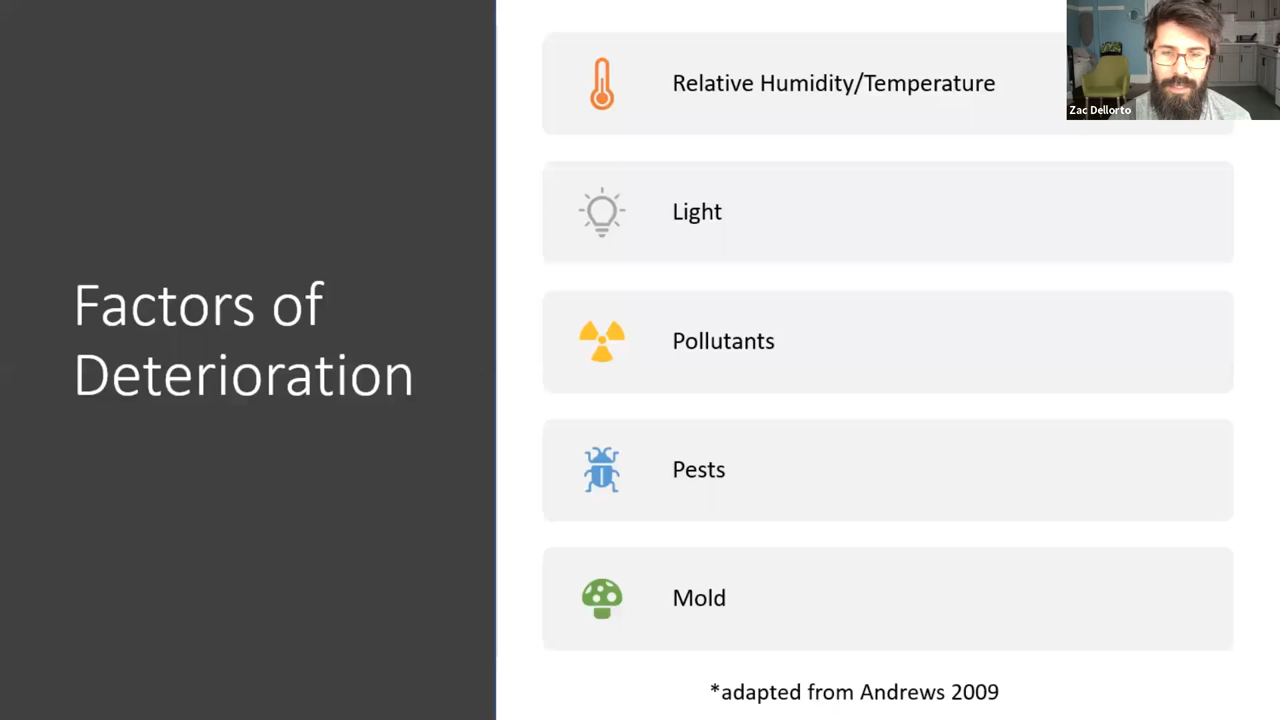 Factors of
Deterioration
Relative Humidity/Temperature
Zac Dellorto
Light
Pollutants
Pests
Mold
*adapted from Andrews 2009